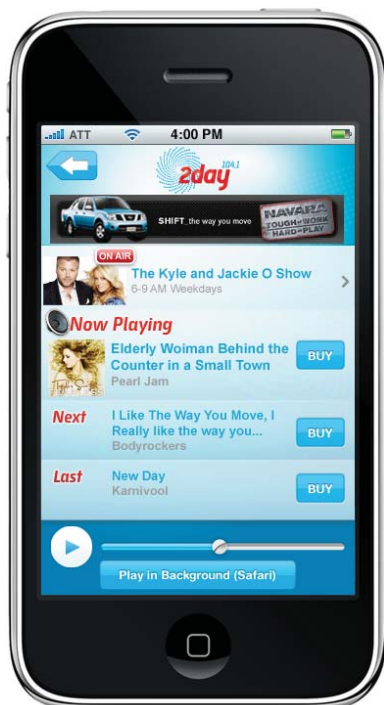 ATT 4:00 PM
2day 104.1
SHIFT_the way you move
NAVARA
TOUGH@WORK
HARD@PLAY
ON AIR
The Kyle and Jackie O Show
6-9 AM Weekdays
Now Playing
Elderly Woiman Behind the
Counter in a Small Town
Pearl Jam
BUY
Next
I Like The Way You Move, I
Really like the way you...
Bodyrockers
BUY
Last
New Day
Karnivool
BUY
Play in Background (Safari)